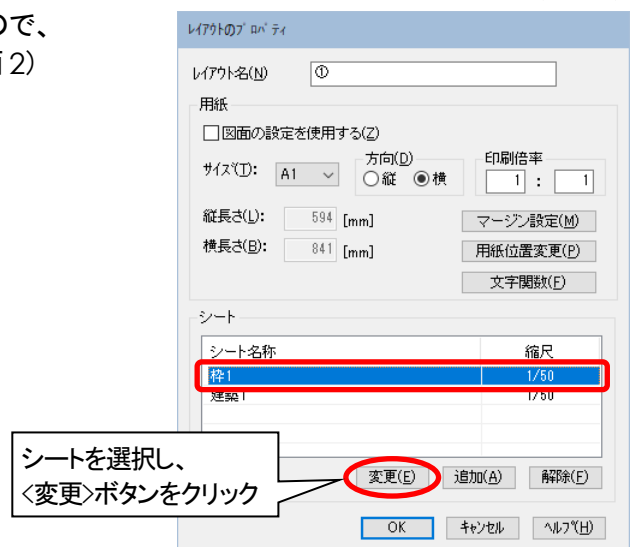 ので、
面2)
ﾚｲｱｳﾄのﾌﾟﾛﾊﾟﾃｨ
ﾚｲｱｳﾄ名(N) ①
用紙
図面の設定を使用する(Z)
ｻｲｽﾞ(T): A1 方向(D) 縦 横 印刷倍率 1 : 1
縦長さ(L): 594 [mm] マージン設定(M)
横長さ(B): 841 [mm] 用紙位置変更(P)
文字関数(F)
シート
シート名称 縮尺
枠1 1/50
建築1 1/50
シートを選択し、
<変更>ボタンをクリック
変更(E) 追加(A) 解除(F)
OK ｷｬﾝｾﾙ ﾍﾙﾌﾟ(H)